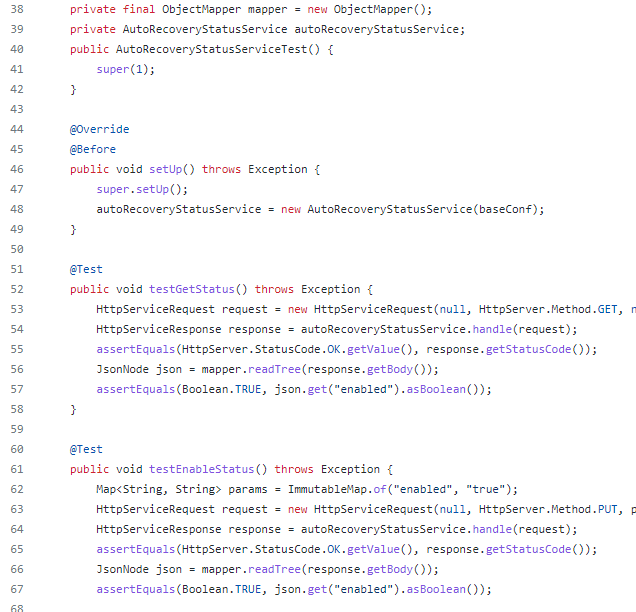 38 private final ObjectMapper mapper = new ObjectMapper();
39 private AutoRecoveryStatusService autoRecoveryStatusService;
40 public AutoRecoveryStatusServiceTest() {
41 super(1);
42 }
43
44 @Override
45 @Before
46 public void setUp() throws Exception {
47 super.setUp();
48 autoRecoveryStatusService = new AutoRecoveryStatusService(baseConf);
49 }
50
51 @Test
52 public void testGetStatus() throws Exception {
53 HttpServiceRequest request = new HttpServiceRequest(null, HttpServer.Method.GET,
54 HttpServiceResponse response = autoRecoveryStatusService.handle(request);
55 assertEquals(HttpServer.StatusCode.OK.getValue(), response.getStatusCode());
56 JsonNode json = mapper.readTree(response.getBody());
57 assertEquals(Boolean.TRUE, json.get("enabled").asBoolean());
58 }
59
60 @Test
61 public void testEnableStatus() throws Exception {
62 Map<String, String> params = ImmutableMap.of("enabled", "true");
63 HttpServiceRequest request = new HttpServiceRequest(null, HttpServer.Method.PUT,
64 HttpServiceResponse response = autoRecoveryStatusService.handle(request);
65 assertEquals(HttpServer.StatusCode.OK.getValue(), response.getStatusCode());
66 JsonNode json = mapper.readTree(response.getBody());
67 assertEquals(Boolean.TRUE, json.get("enabled").asBoolean());
68